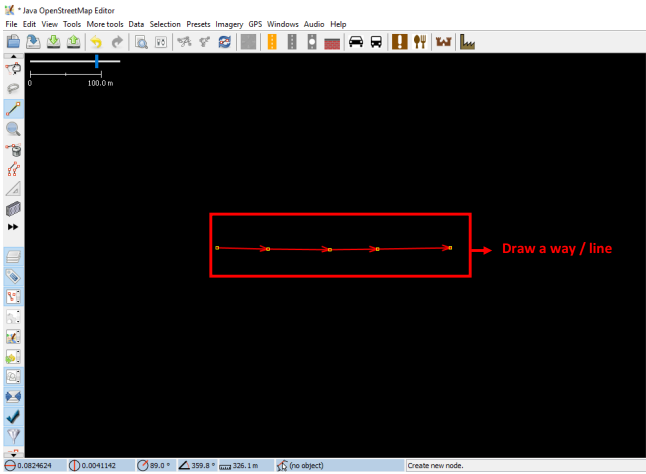 * Java OpenStreetMap Editor
File Edit View Tools More tools Data Selection Presets Imagery GPS Windows Audio Help
0 100.0 m
Draw a way / line
0.0824624 0.0041142 89.0 ° 359.8 ° 326.1 m (no object) Create new node.